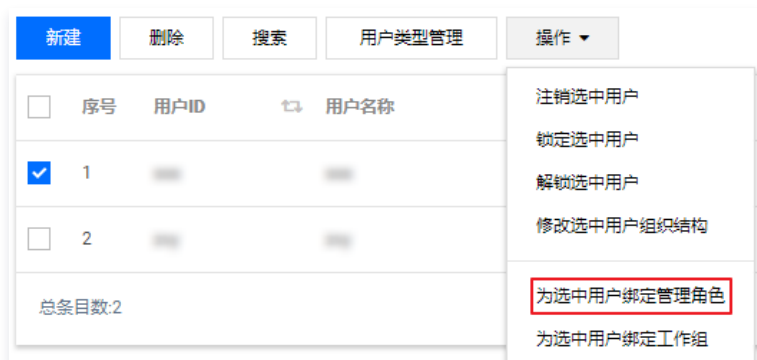 新建 删除 搜索 用户类型管理 操作
序号 用户ID 用户名称
1
2
总条目数:2
注销选中用户
锁定选中用户
解锁选中用户
修改选中用户组织结构
为选中用户绑定管理角色
为选中用户绑定工作组